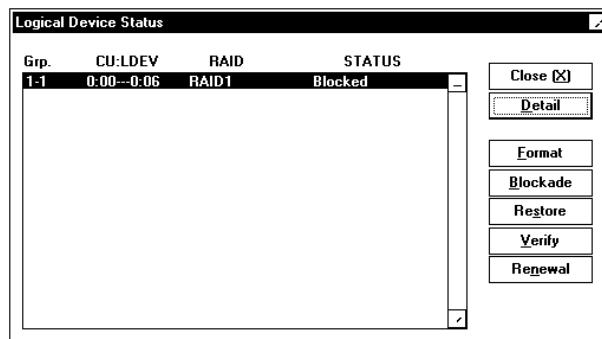 Logical Device Status
Grp. CU:LDEV RAID STATUS
1-1 0:00---0:06 RAID1 Blocked
Close (X)
Detail
Format
Blockade
Restore
Verify
Renewal